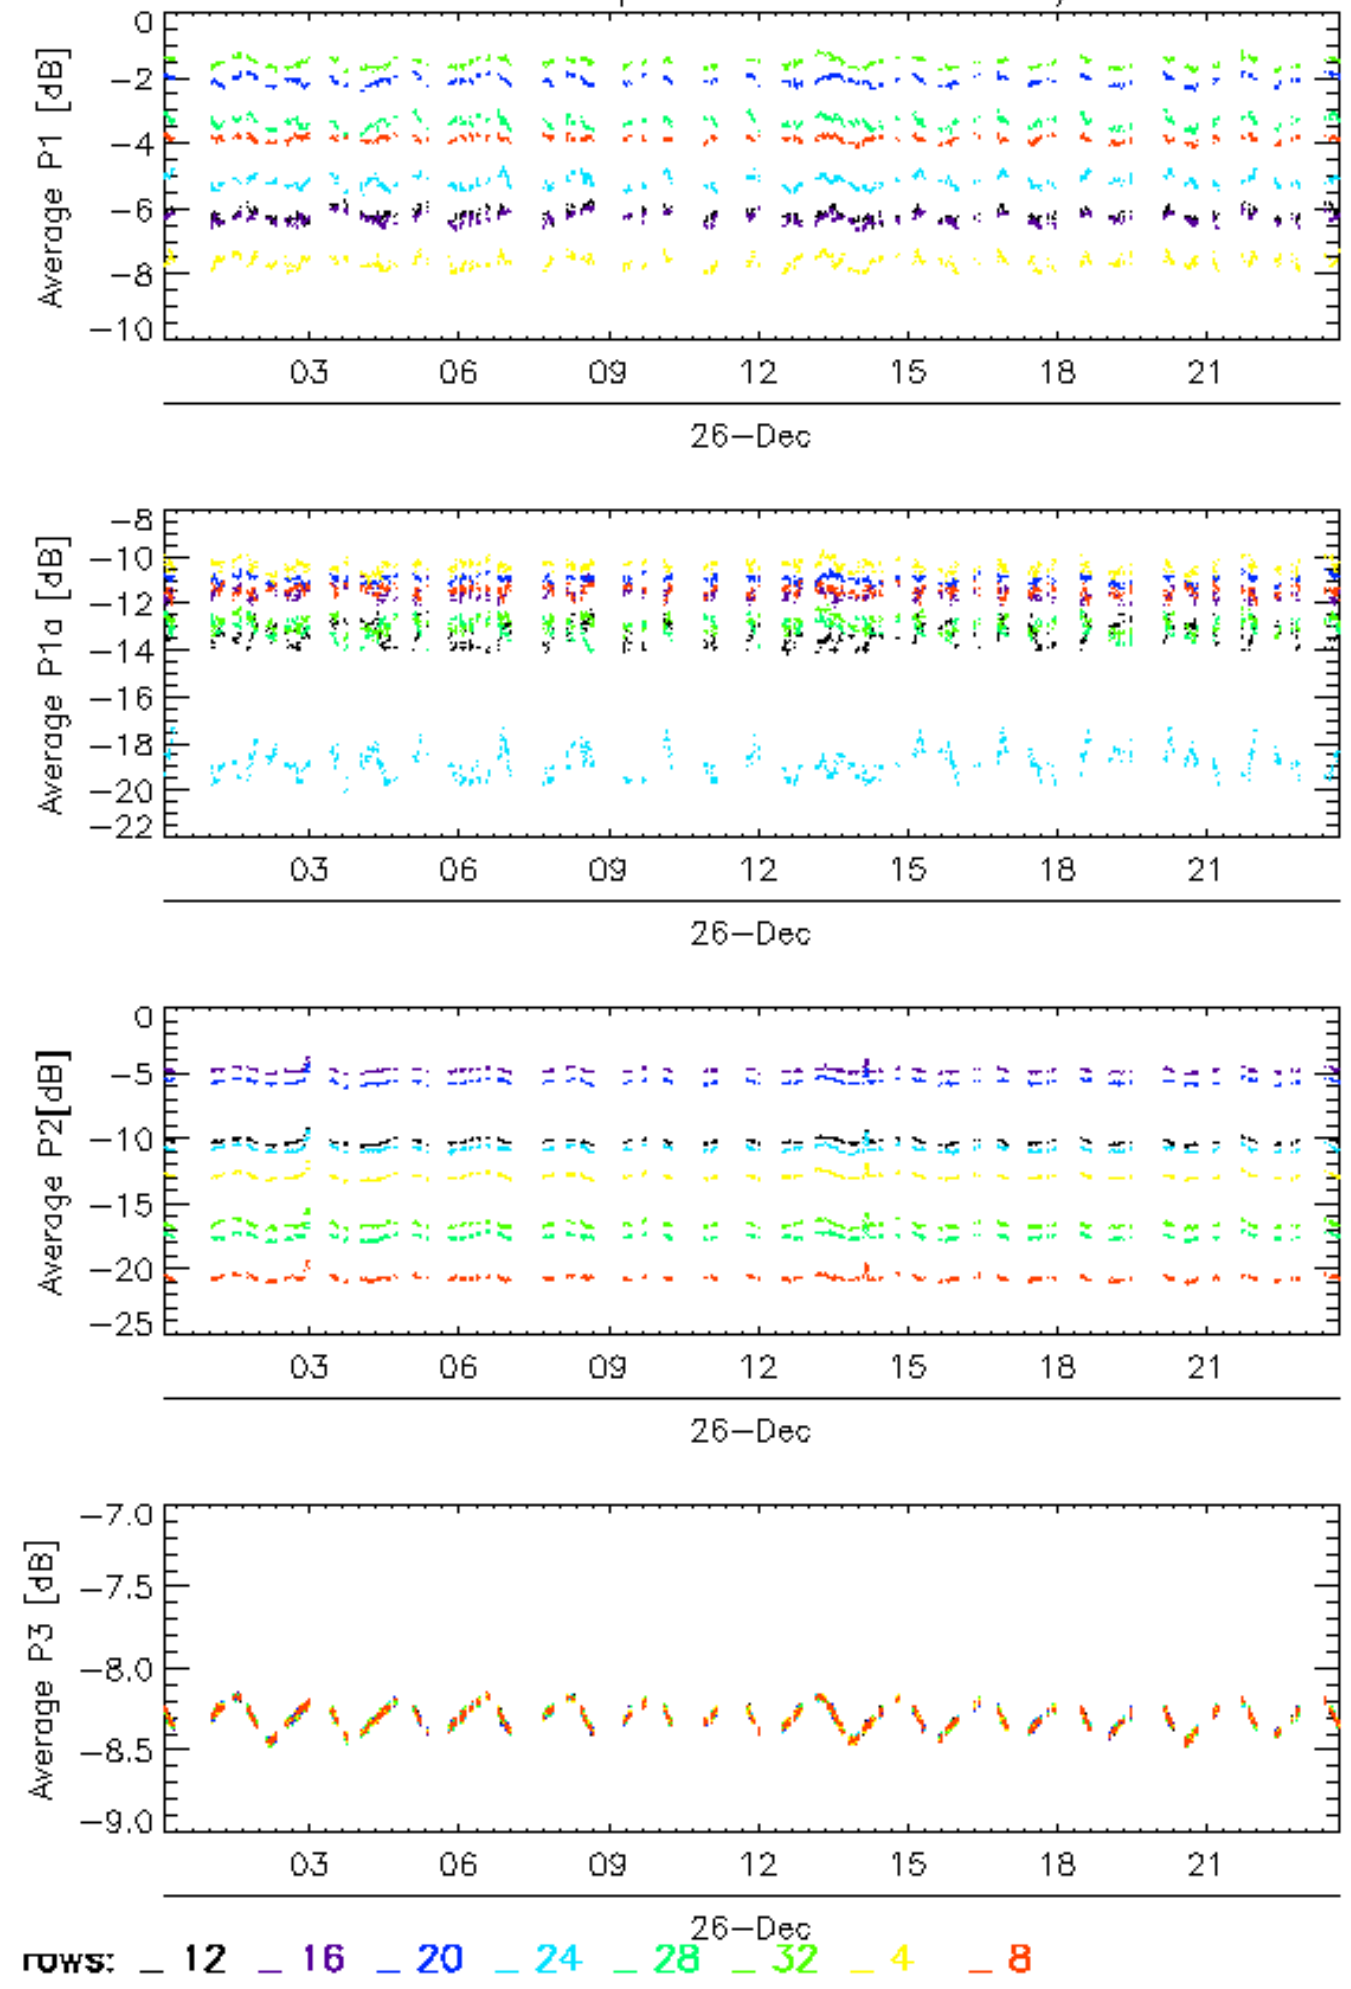 0
−2
−4
−6
−8
−10
Average P1 [dB]
03 06 09 12 15 18 21
26−Dec
−8
−10
−12
−14
−16
−18
−20
−22
Average P1a [dB]
03 06 09 12 15 18 21
26−Dec
0
−5
−10
−15
−20
−25
Average P2[dB]
03 06 09 12 15 18 21
26−Dec
−7.0
−7.5
−8.0
−8.5
−9.0
Average P3 [dB]
03 06 09 12 15 18 21
26−Dec
rows: _ 12 _ 16 _ 20 _ 24 _ 28 _ 32 _ 4 _ 8